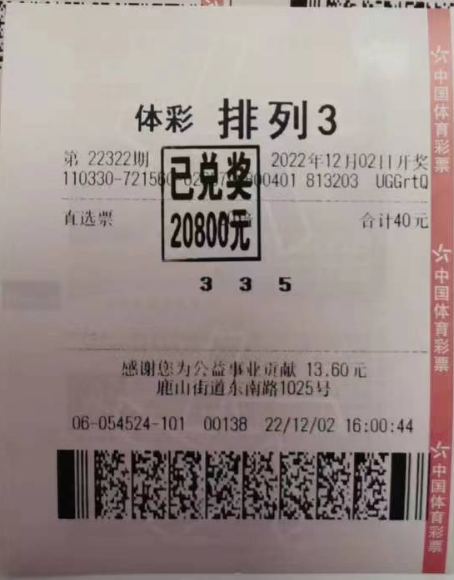 体彩 排列3
第 22322期 2022年12月02日开奖
110330-721560 00401 813203 UGGrtQ
已兑奖
20800元
直选票 合计40元
3 3 5
感谢您为公益事业贡献 13.60元
鹿山街道东南路1025号
06-054524-101 00138 22/12/02 16:00:44
中国体育彩票
中国体育彩票
中国体育彩票